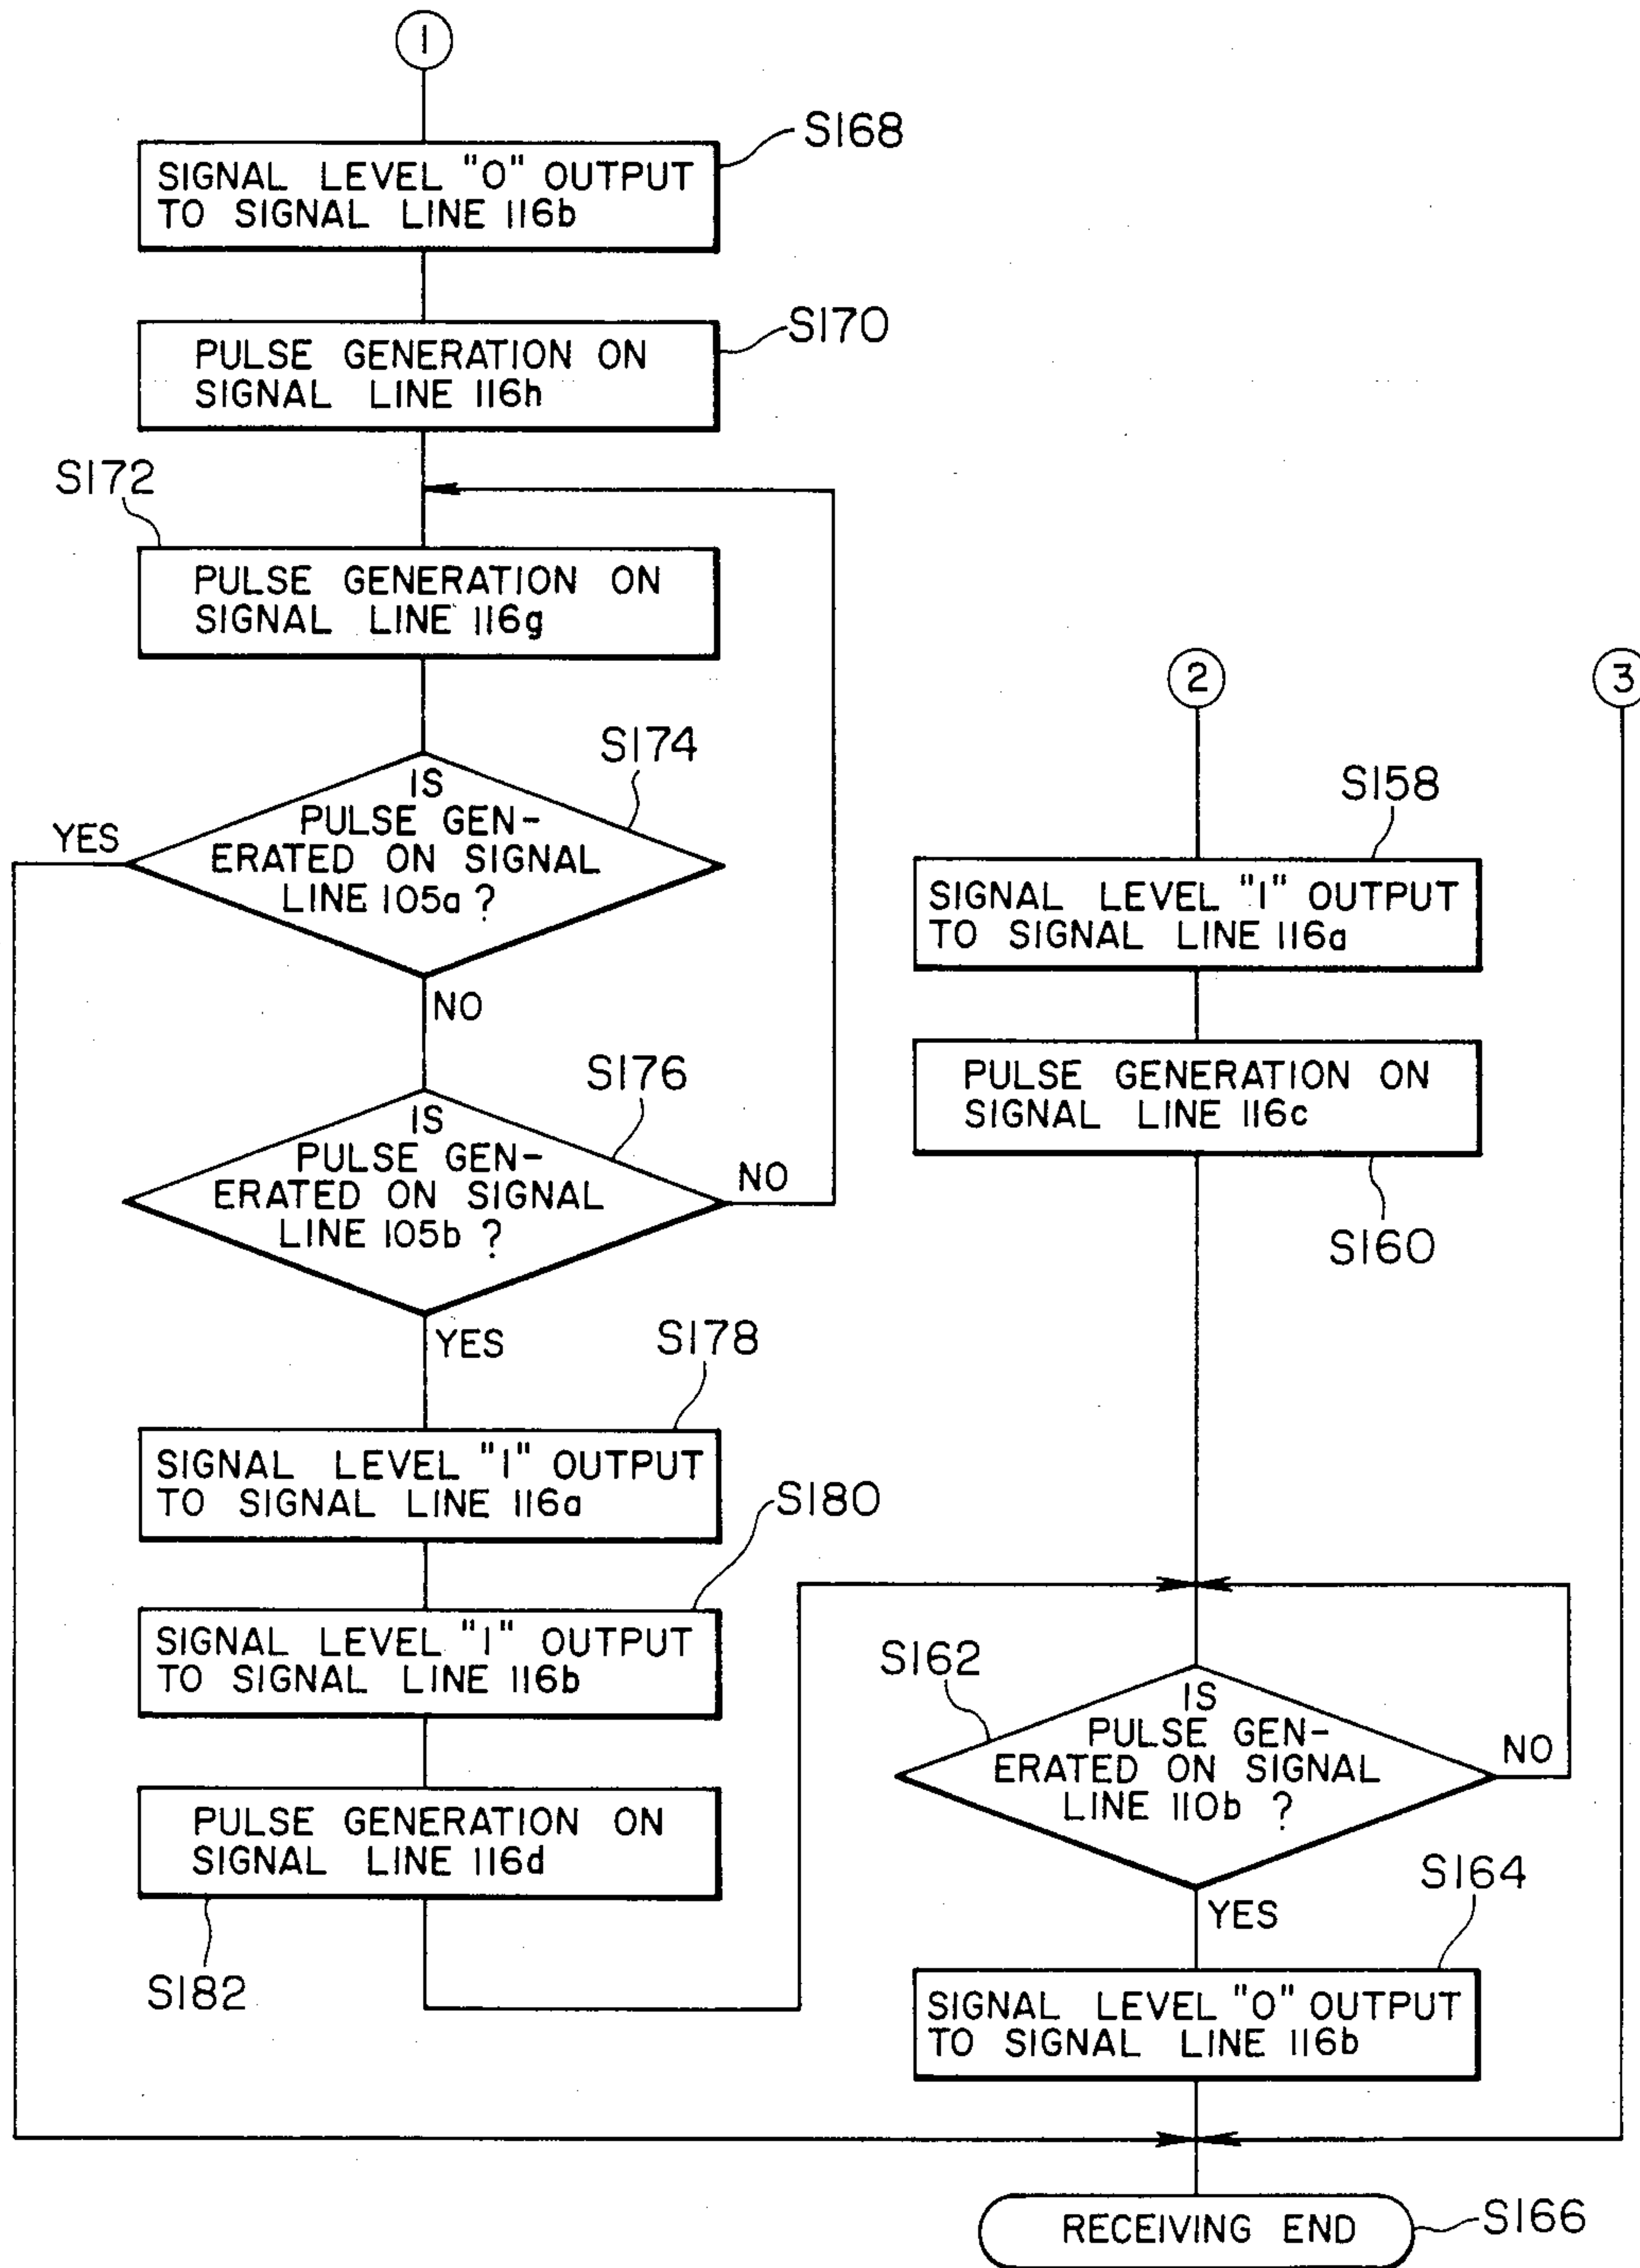 1
S168
SIGNAL LEVEL "0" OUTPUT
TO SIGNAL LINE 116b
S170
PULSE GENERATION ON
SIGNAL LINE 116h
S172
PULSE GENERATION ON
SIGNAL LINE 116g
S174
IS
PULSE GEN-
ERATED ON SIGNAL
LINE 105a ?
YES
NO
S176
IS
PULSE GEN-
ERATED ON SIGNAL
LINE 105b ?
NO
YES
S178
SIGNAL LEVEL "1" OUTPUT
TO SIGNAL LINE 116a
S180
SIGNAL LEVEL "1" OUTPUT
TO SIGNAL LINE 116b
PULSE GENERATION ON
SIGNAL LINE 116d
S182
2
S158
SIGNAL LEVEL "1" OUTPUT
TO SIGNAL LINE 116a
PULSE GENERATION ON
SIGNAL LINE 116c
S160
S162
IS
PULSE GEN-
ERATED ON SIGNAL
LINE 110b ?
NO
YES
S164
SIGNAL LEVEL "0" OUTPUT
TO SIGNAL LINE 116b
3
RECEIVING END
S166